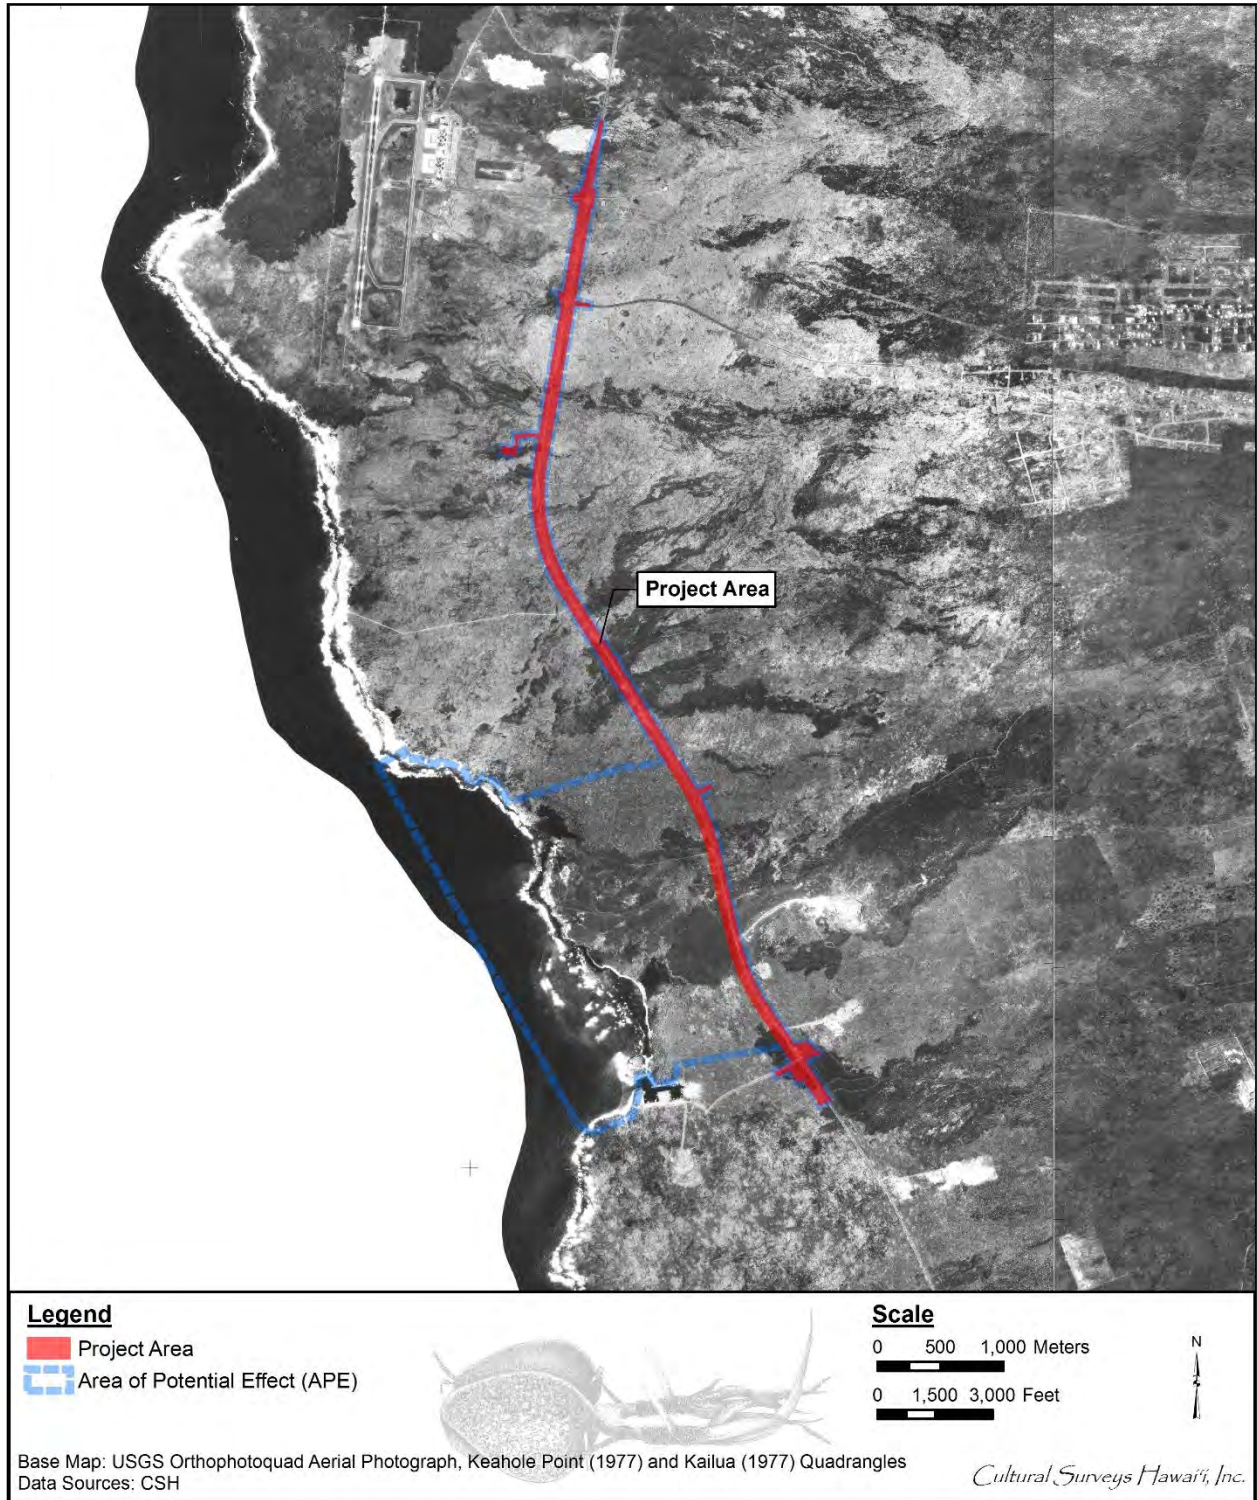 Project Area
Legend
Project Area
Area of Potential Effect (APE)
Scale
0 500 1,000 Meters
0 1,500 3,000 Feet
N
Base Map: USGS Orthophotoquad Aerial Photograph, Keahole Point (1977) and Kailua (1977) Quadrangles
Data Sources: CSH
Cultural Surveys Hawaiʻi, Inc.